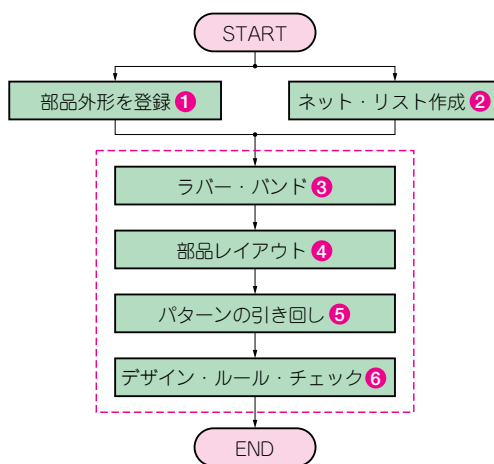 START
部品外形を登録 ❶
ネット・リスト作成 ❷
ラバー・バンド ❸
部品レイアウト ❹
パターンの引き回し ❺
デザイン・ルール・チェック ❻
END